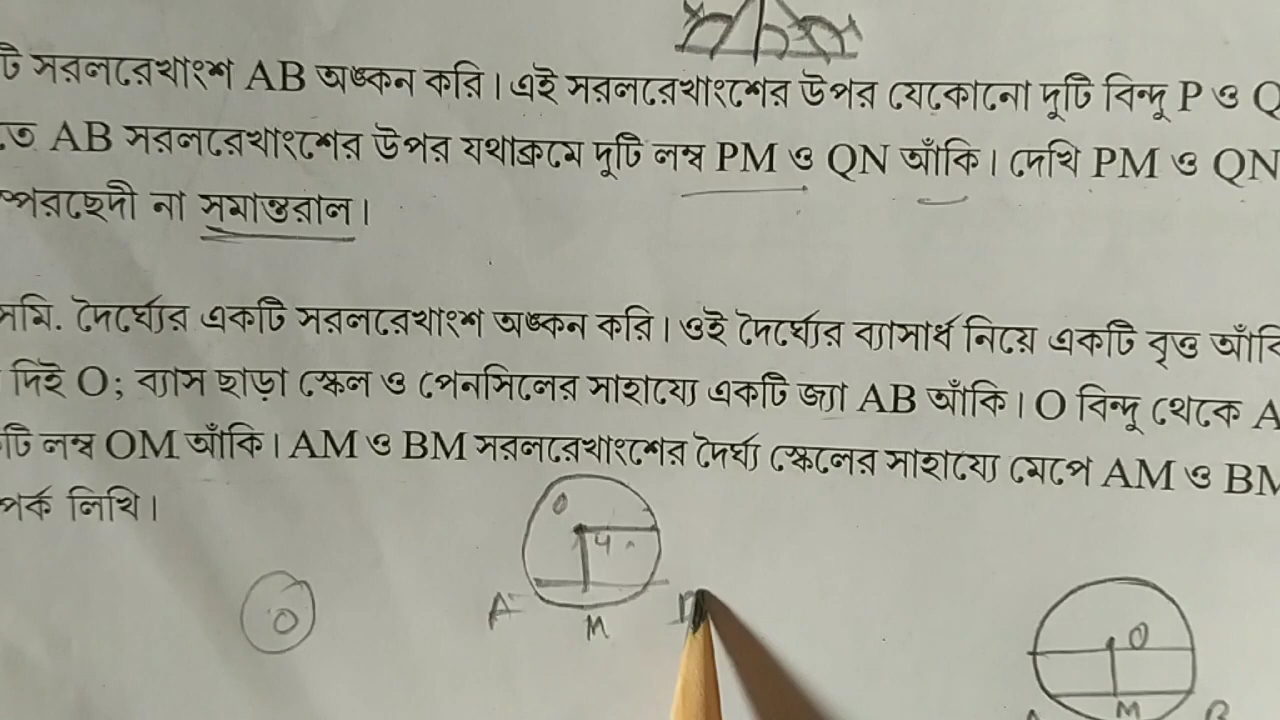 টি সরলরেখাংশ AB অঙ্কন করি। এই সরলরেখাংশের উপর যেকোনো দুটি বিন্দু P ও Q
তে AB সরলরেখাংশের উপর যথাক্রমে দুটি লম্ব PM ও QN আঁকি। দেখি PM ও QN
স্পরছেদী না সমান্তরাল।
সেমি. দৈর্ঘ্যের একটি সরলরেখাংশ অঙ্কন করি। ওই দৈর্ঘ্যের ব্যাসার্ধ নিয়ে একটি বৃত্ত আঁকি
দিই O; ব্যাস ছাড়া স্কেল ও পেনসিলের সাহায্যে একটি জ্যা AB আঁকি। O বিন্দু থেকে A
টি লম্ব OM আঁকি। AM ও BM সরলরেখাংশের দৈর্ঘ্য স্কেলের সাহায্যে মেপে AM ও BM
পর্ক লিখি।
O
4
O
A
M
O
M
B